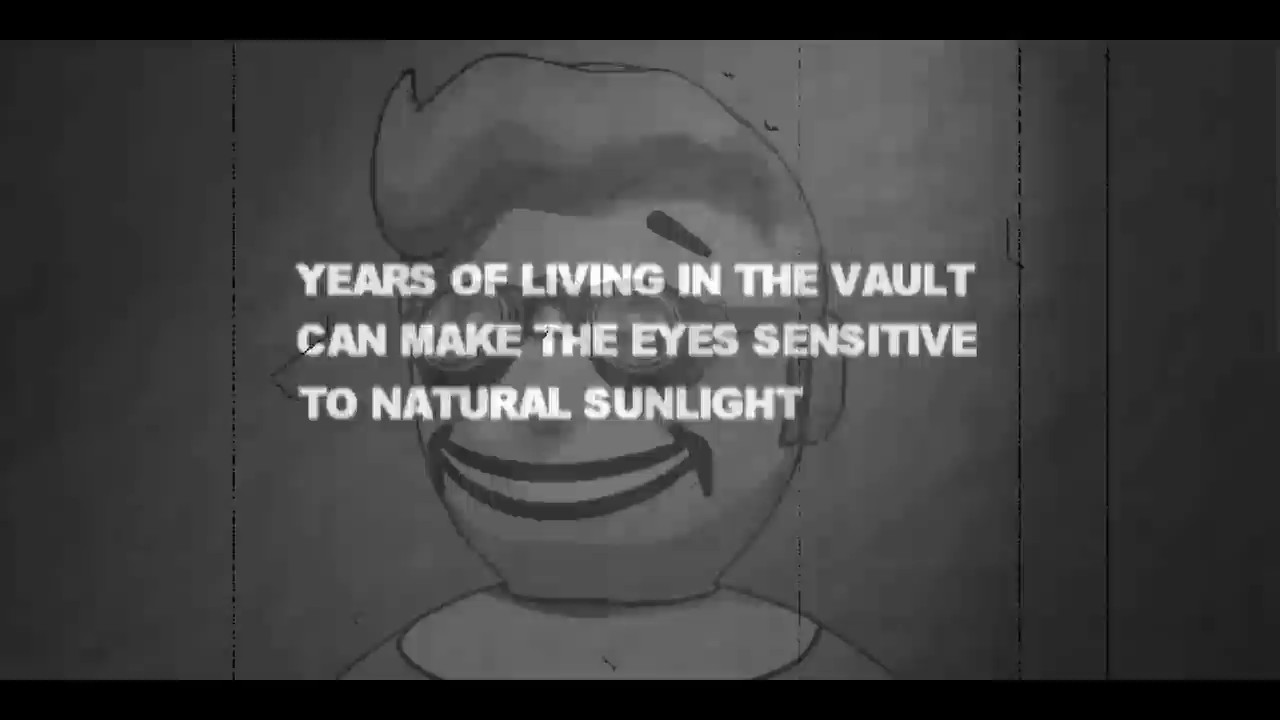 YEARS OF LIVING IN THE VAULT
CAN MAKE THE EYES SENSITIVE
TO NATURAL SUNLIGHT